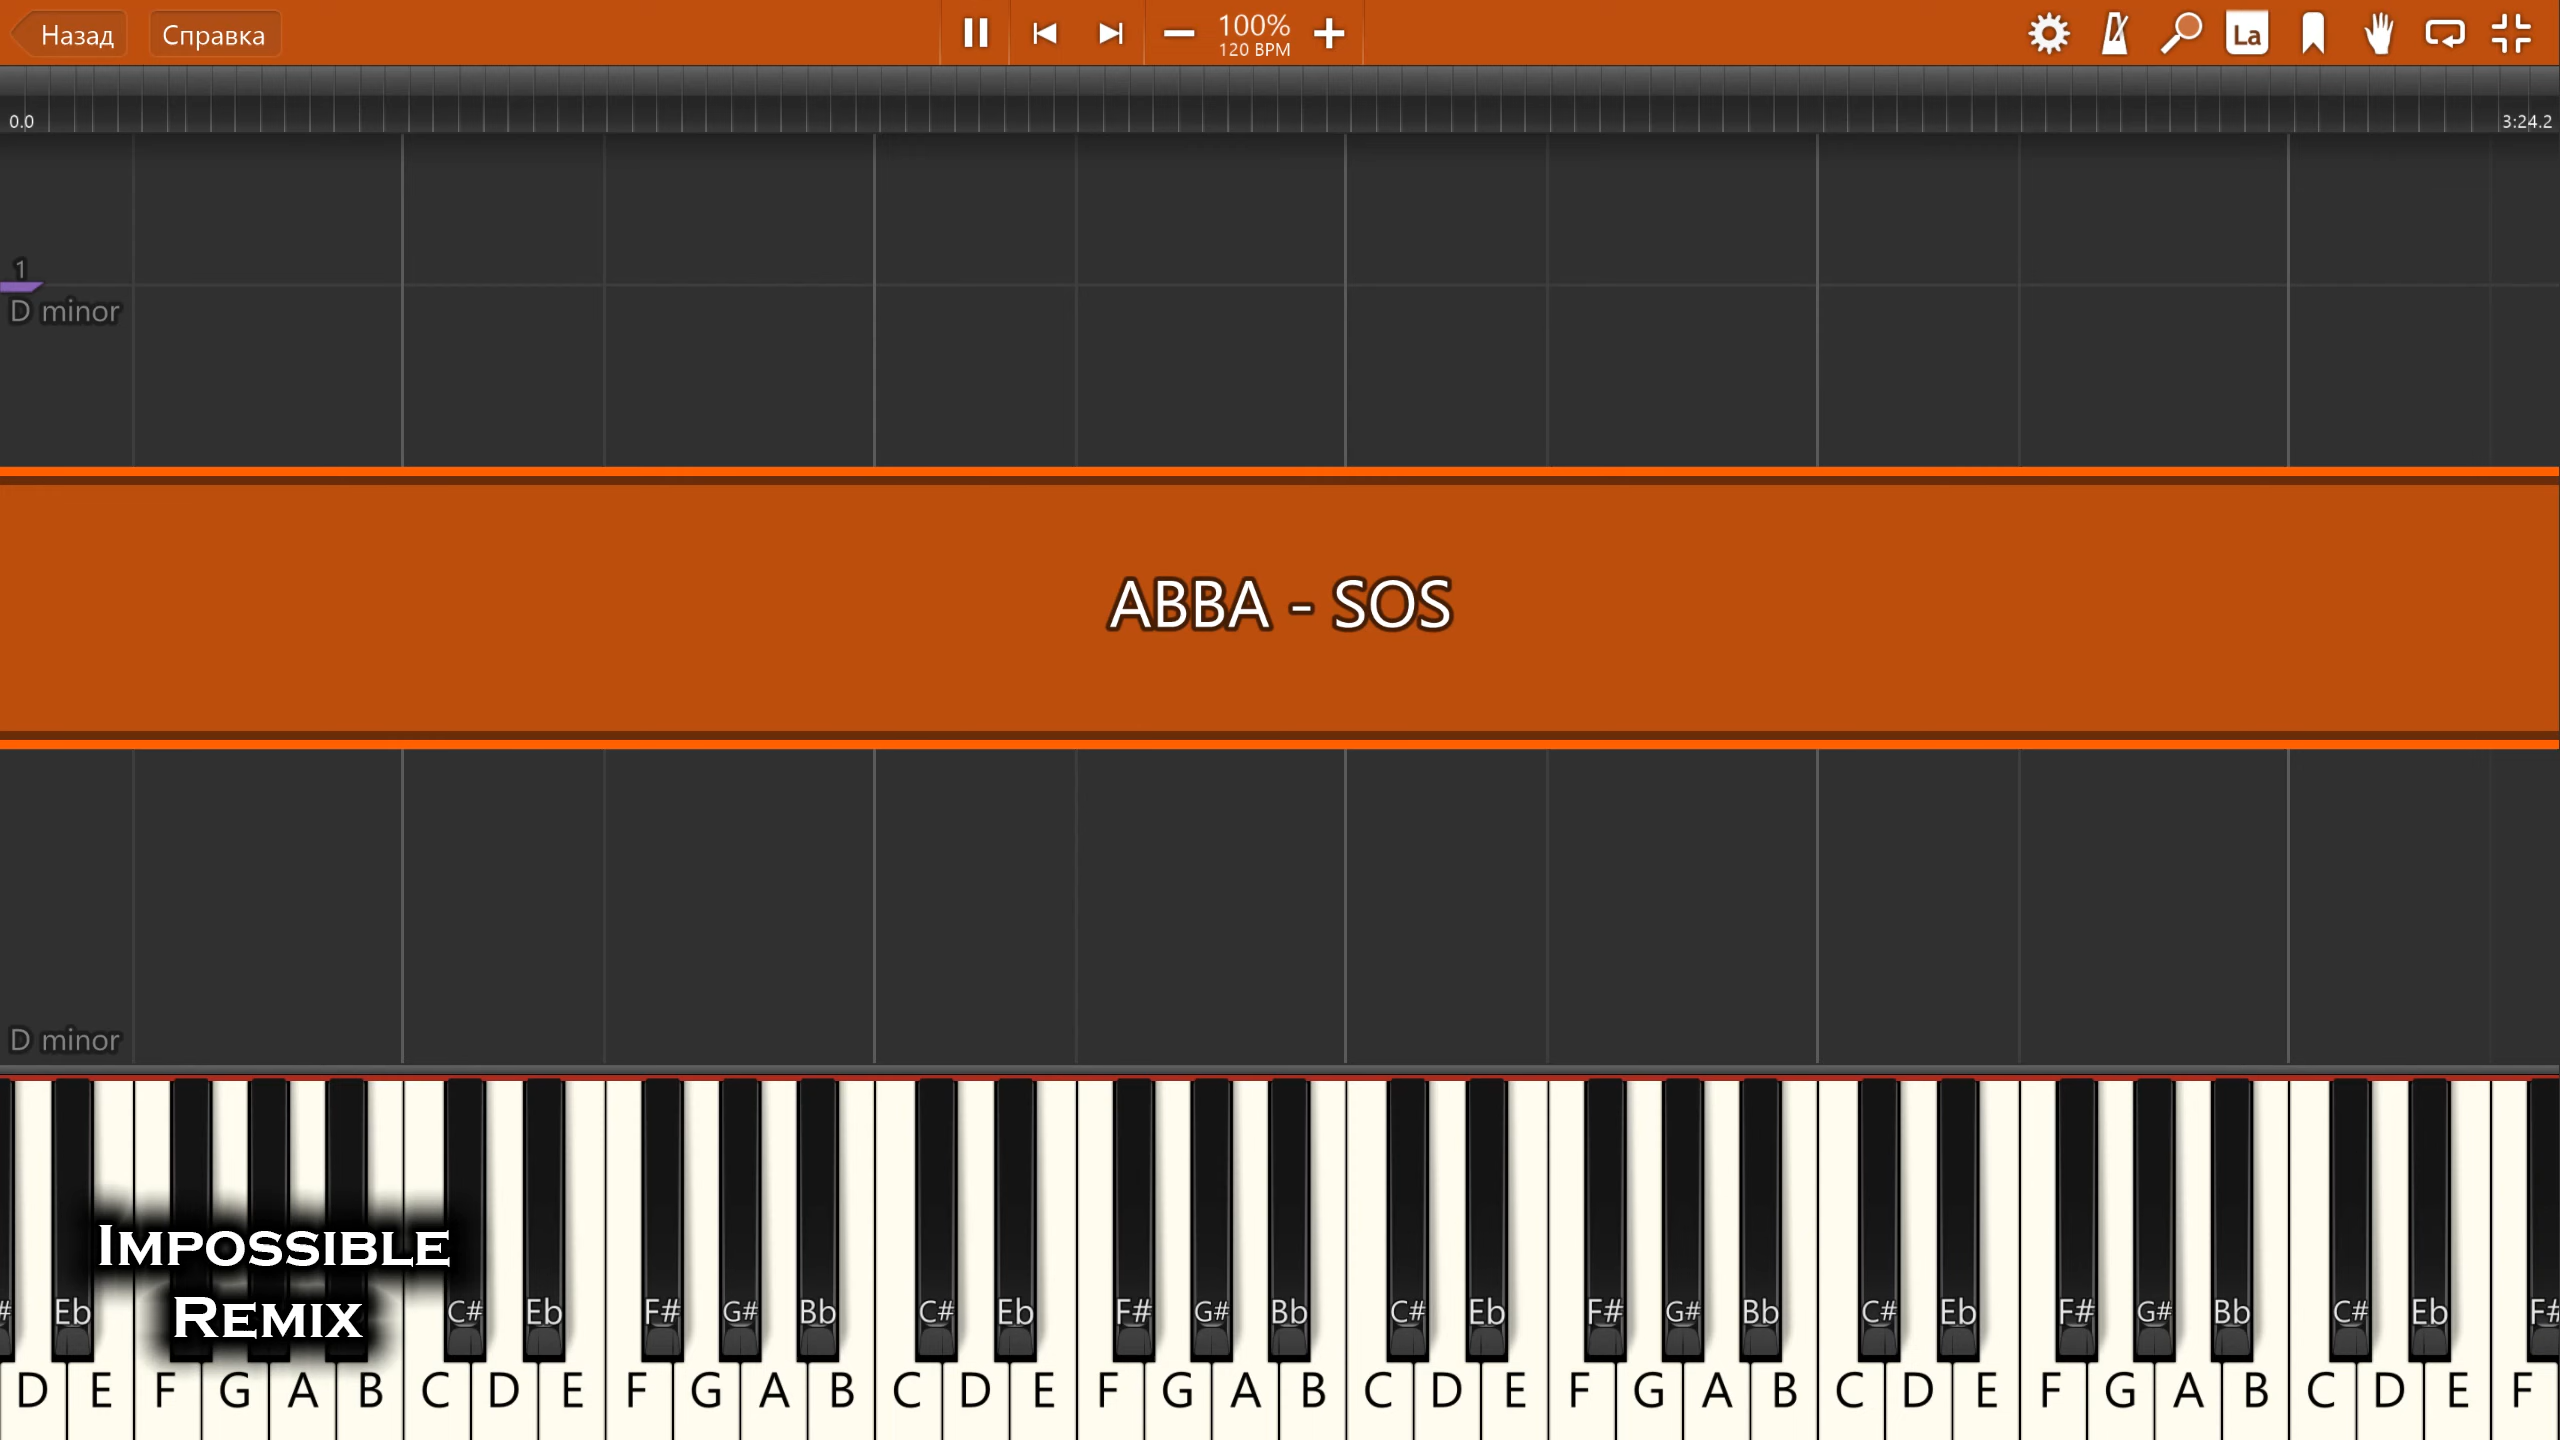 Назад Справка 100% La
120 BPM
0.0 3:24.2
1
D minor
ABBA - SOS
D minor
IMPOSSIBLE
REMIX
# Eb C# Eb F# G# Bb C# Eb F# G# Bb C# Eb F# G# Bb C# Eb F# G# Bb C# Eb F#
D E F G A B C D E F G A B C D E F G A B C D E F G A B C D E F G A B C D E F